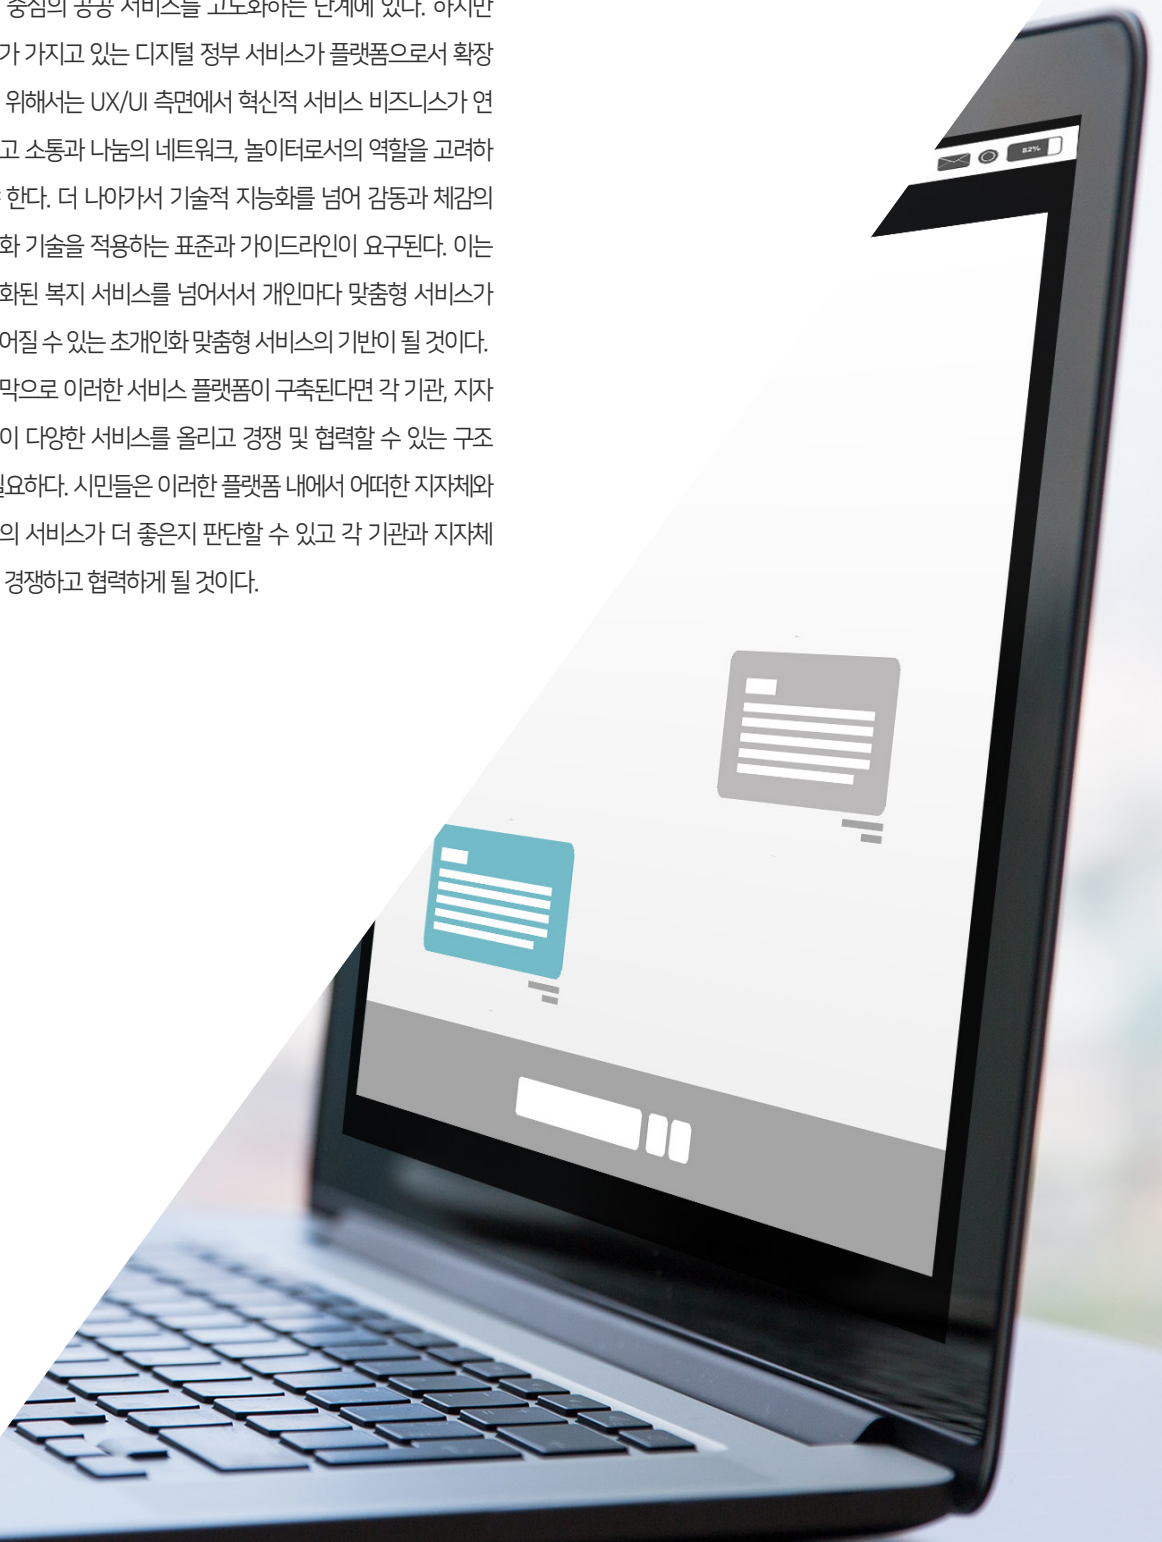 중심의 공공 서비스를 고도화하는 단계에 있다. 하지만
가 가지고 있는 디지털 정부 서비스가 플랫폼으로서 확장
위해서는 UX/UI 측면에서 혁신적 서비스 비즈니스가 연
고 소통과 나눔의 네트워크, 놀이터로서의 역할을 고려하
한다. 더 나아가서 기술적 지능화를 넘어 감동과 체감의
화 기술을 적용하는 표준과 가이드라인이 요구된다. 이는
화된 복지 서비스를 넘어서서 개인마다 맞춤형 서비스가
어질 수 있는 초개인화 맞춤형 서비스의 기반이 될 것이다.
막으로 이러한 서비스 플랫폼이 구축된다면 각 기관, 지자
이 다양한 서비스를 올리고 경쟁 및 협력할 수 있는 구조
필요하다. 시민들은 이러한 플랫폼 내에서 어떠한 지자체와
의 서비스가 더 좋은지 판단할 수 있고 각 기관과 지자체
경쟁하고 협력하게 될 것이다.
82%